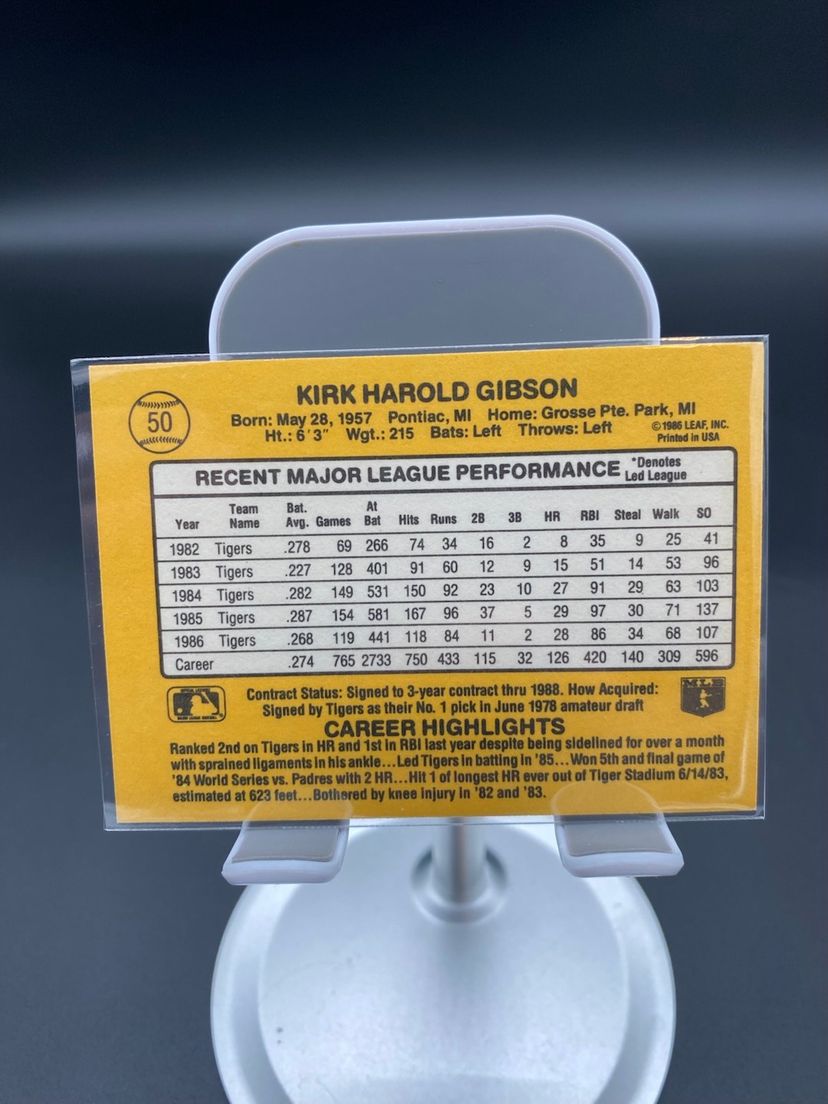 50
KIRK HAROLD GIBSON
Born: May 28, 1957 Pontiac, MI Home: Grosse Pte. Park, MI
Ht.: 6'3" Wgt.: 215 Bats: Left Throws: Left
©1986 LEAF, INC.
Printed in USA
RECENT MAJOR LEAGUE PERFORMANCE
*Denotes
Led League
Year Team Name Bat. Avg. Games At Bat Hits Runs 2B 3B HR RBI Steal Walk SO
1982 Tigers .278 69 266 74 34 16 2 8 35 9 25 41
1983 Tigers .227 128 401 91 60 12 9 15 51 14 53 96
1984 Tigers .282 149 531 150 92 23 10 27 91 29 63 103
1985 Tigers .287 154 581 167 96 37 5 29 97 30 71 137
1986 Tigers .268 119 441 118 84 11 2 28 86 34 68 107
Career .274 765 2733 750 433 115 32 126 420 140 309 596
Contract Status: Signed to 3-year contract thru 1988. How Acquired:
Signed by Tigers as their No. 1 pick in June 1978 amateur draft
MLB
CAREER HIGHLIGHTS
Ranked 2nd on Tigers in HR and 1st in RBI last year despite being sidelined for over a month
with sprained ligaments in his ankle...Led Tigers in batting in '85...Won 5th and final game of
'84 World Series vs. Padres with 2 HR...Hit 1 of longest HR ever out of Tiger Stadium 6/14/83,
estimated at 623 feet...Bothered by knee injury in '82 and '83.